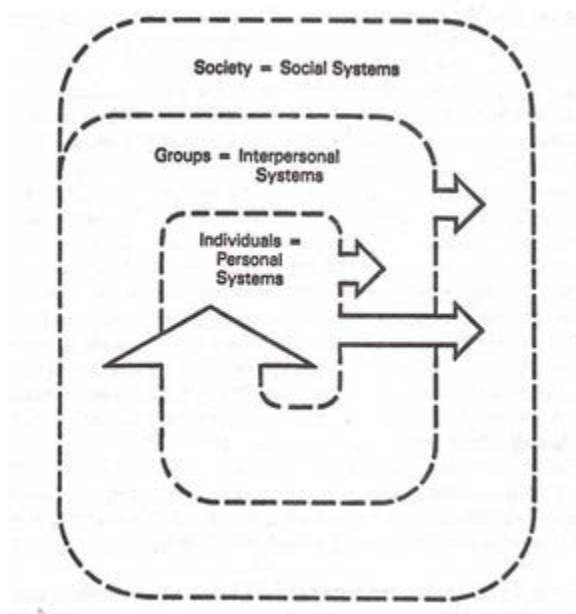 Society = Social Systems
Groups = Interpersonal
Systems
Individuals =
Personal
Systems